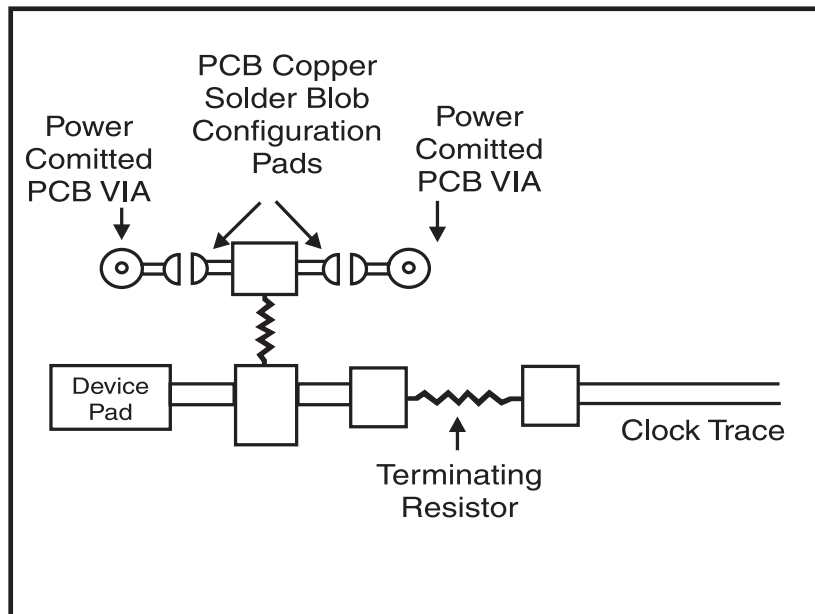 PCB Copper
Solder Blob
Configuration
Pads
Power
Comitted
PCB VIA
Power
Comitted
PCB VIA
Device
Pad
Clock Trace
Terminating
Resistor